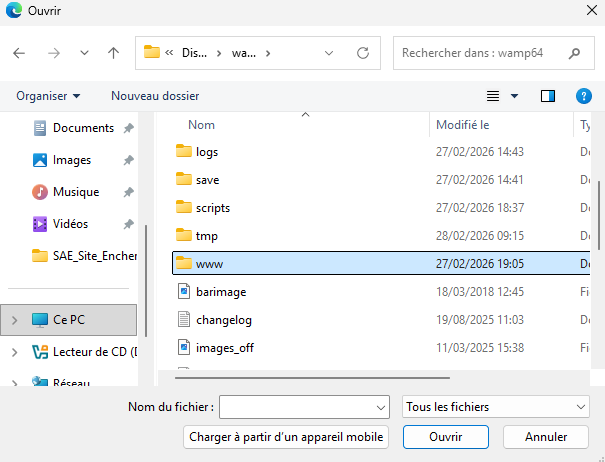 Ouvrir
« Dis... › wa... ›
Rechercher dans : wamp64
Organiser
Nouveau dossier
Nom
Modifié le
Ty
Documents
Images
Musique
Vidéos
SAE_Site_Encher
Ce PC
Lecteur de CD (D
Réseau
logs 27/02/2026 14:43 Do
save 27/02/2026 14:41 Do
scripts 27/02/2026 18:37 Do
tmp 28/02/2026 09:15 Do
www 27/02/2026 19:05 Do
barimage 18/03/2018 12:45 Fi
changelog 19/08/2025 11:03 Do
images_off 11/03/2025 15:38 Fi
Nom du fichier :
Tous les fichiers
Charger à partir d'un appareil mobile
Ouvrir
Annuler